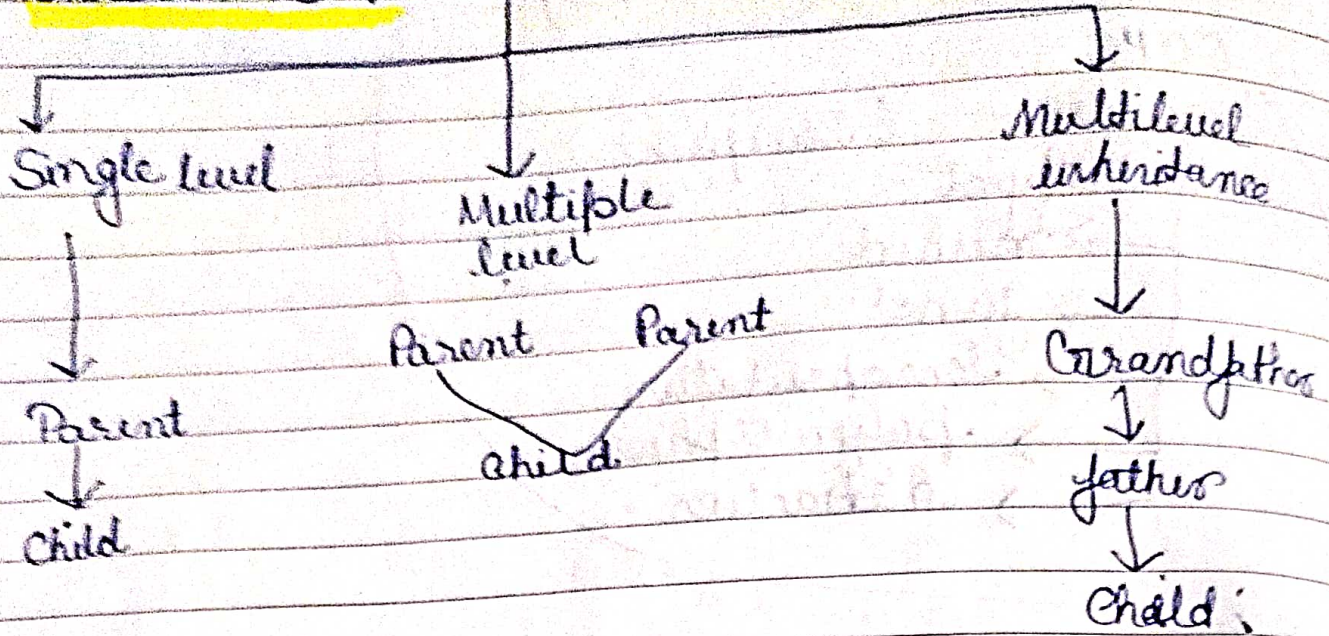 Single level
Multiple
level
Multilevel
inheritance
Parent Parent
Grandfather
Parent
child
father
Child
Child;